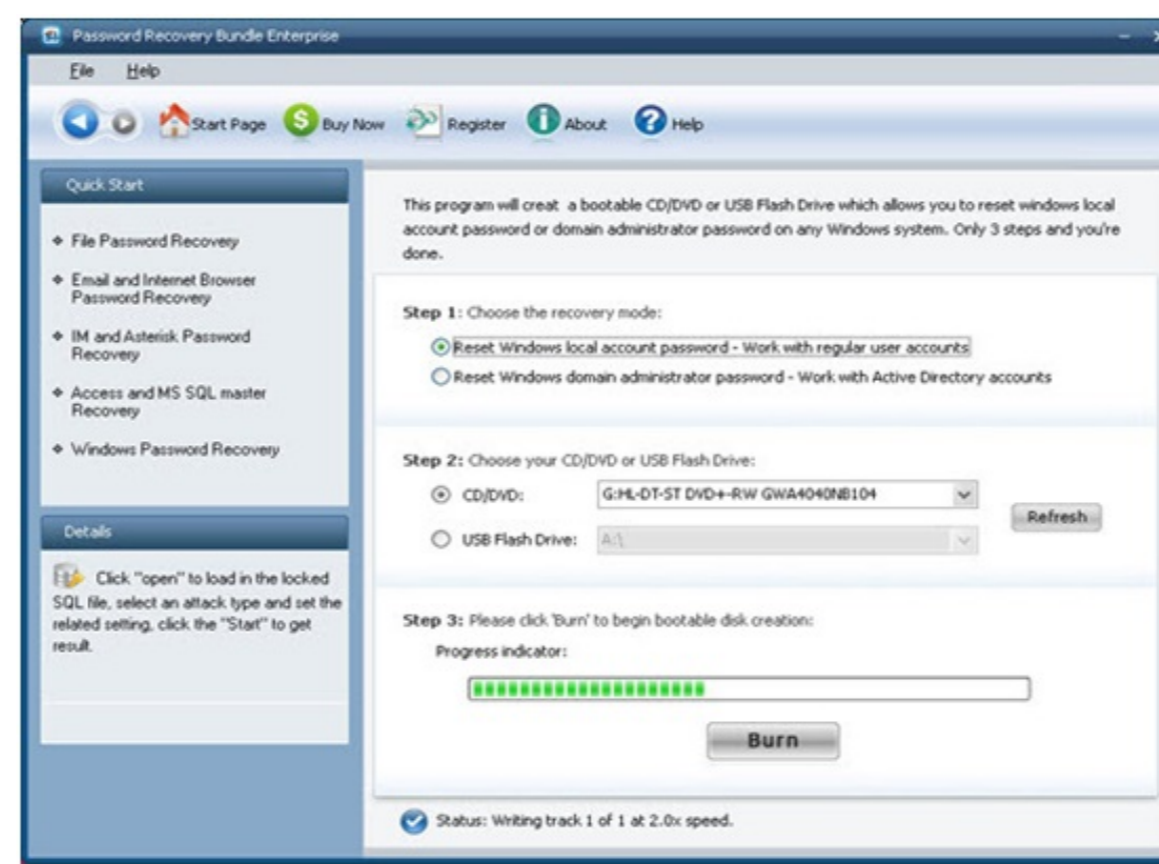 Password Recovery Bundle Enterprise
File Help
Start Page Buy Now Register About Help
Quick Start
File Password Recovery
Email and Internet Browser
Password Recovery
IM and Asterisk Password
Recovery
Access and MS SQL master
Recovery
Windows Password Recovery
Details
Click "open" to load in the locked
SQL file, select an attack type and set the
related setting, click the "Start" to get
result.
This program will creat a bootable CD/DVD or USB Flash Drive which allows you to reset windows local
account password or domain administrator password on any Windows system. Only 3 steps and you're
done.
Step 1: Choose the recovery mode:
Reset Windows local account password - Work with regular user accounts
Reset Windows domain administrator password - Work with Active Directory accounts
Step 2: Choose your CD/DVD or USB Flash Drive:
CD/DVD: G:HL-DT-ST DVD+-RW GWA4040NB104
Refresh
USB Flash Drive: A:\
Step 3: Please click 'Burn' to begin bootable disk creation:
Progress indicator:
Burn
Status: Writing track 1 of 1 at 2.0x speed.